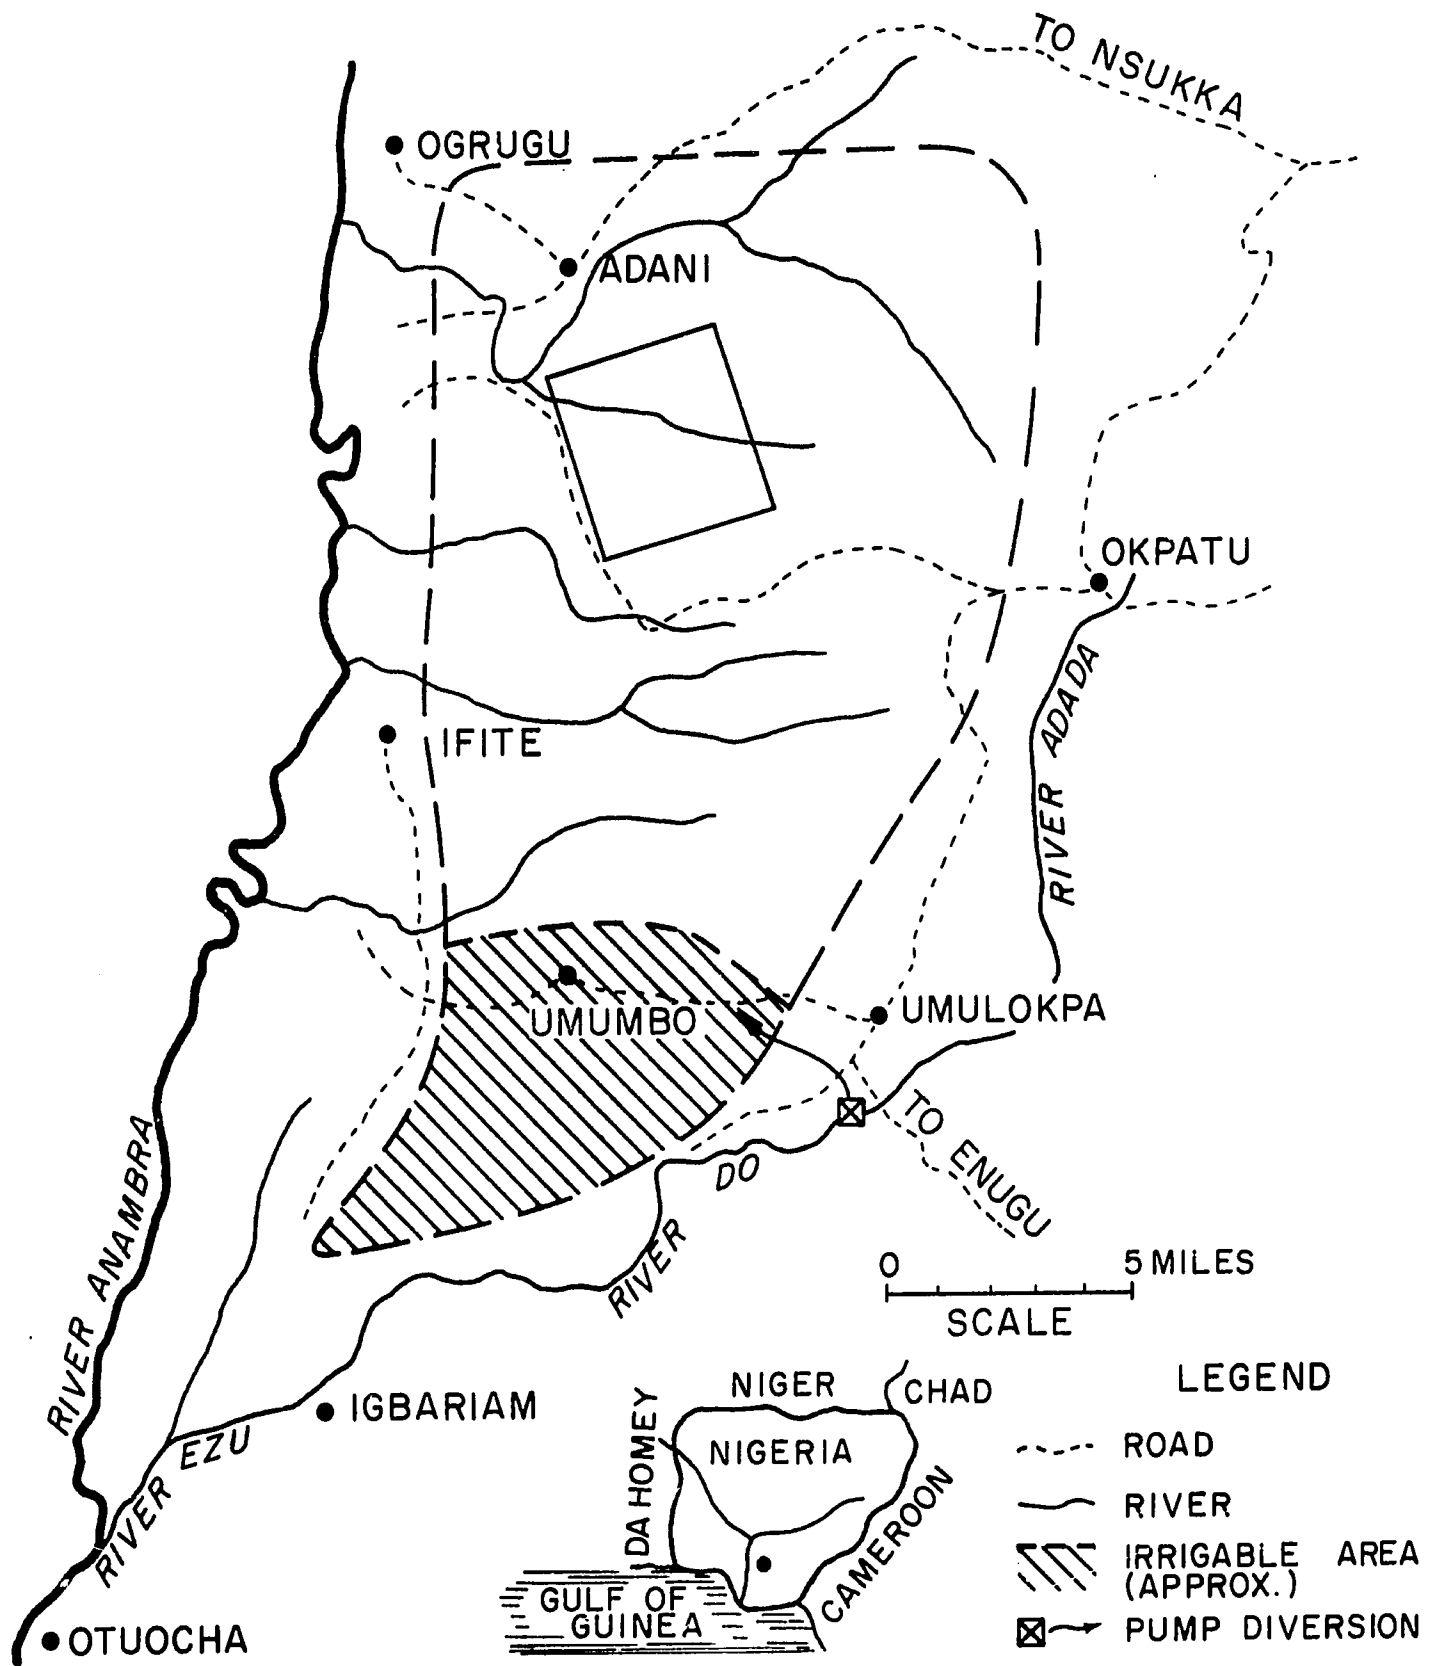 TO NSUKKA
OGRUGU
ADANI
OKPATU
RIVER ADADA
IFITE
UMULOKPA
UMUMBO
TO ENUGU
RIVER DO
RIVER ANAMBRA
0 5 MILES
SCALE
IGBARIAM
RIVER EZU
OTUOCHA
NIGER
CHAD
NIGERIA
DAHOMEY
CAMEROON
GULF OF
GUINEA
LEGEND
ROAD
RIVER
IRRIGABLE AREA
(APPROX.)
PUMP DIVERSION